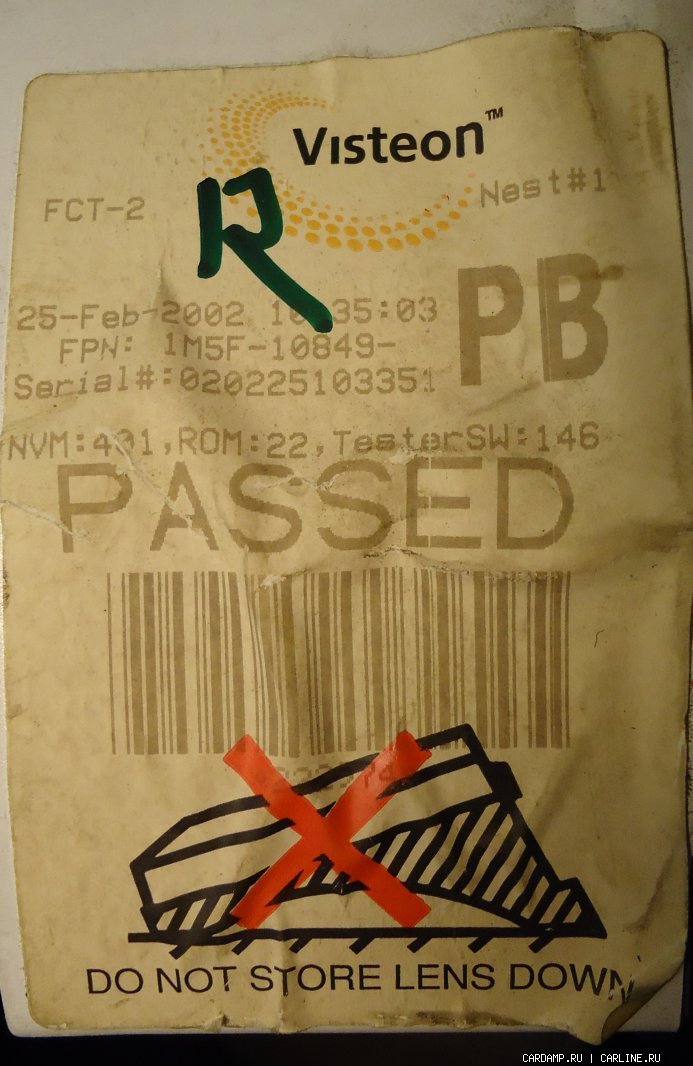 Visteon™
FCT-2
Nest#1
R
25-Feb-2002 10:35:03
PB
FPN: 1M5F-10849-
Serial#:020225103351
NVM:401,ROM:22,TesterSW:146
PASSED
DO NOT STORE LENS DOWN
CARDAMP.RU | CARLINE.RU